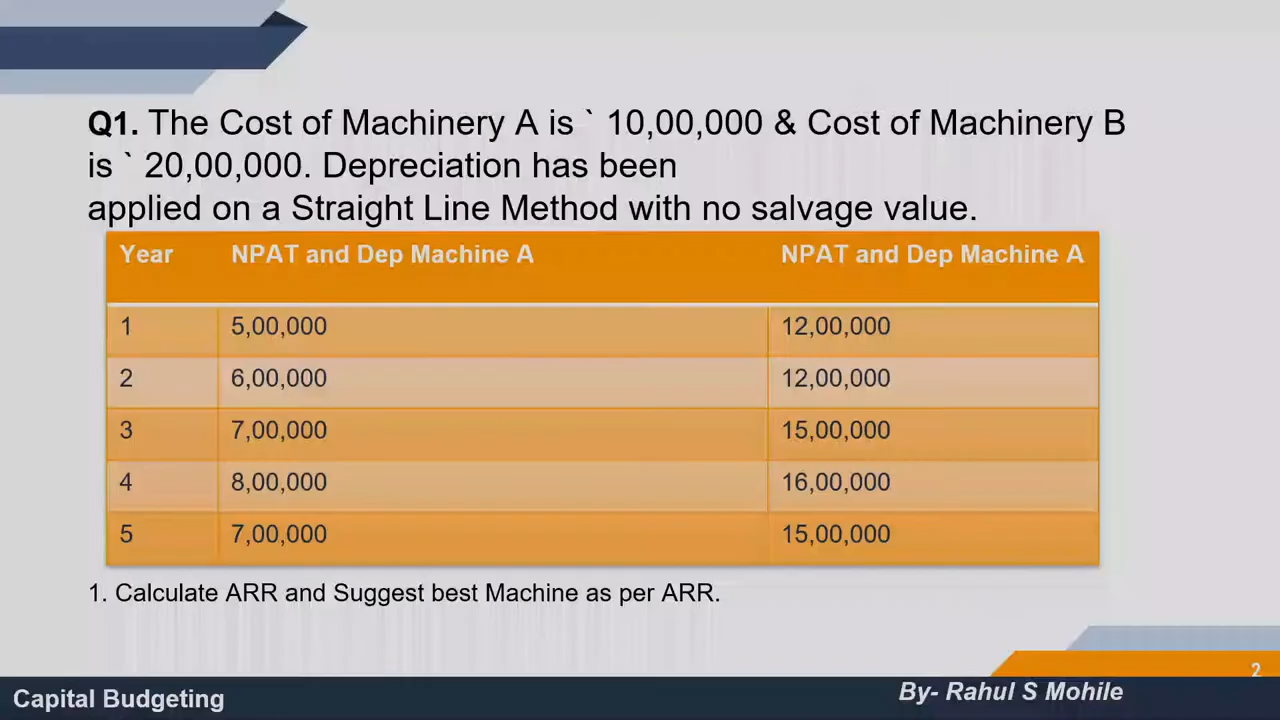 Q1. The Cost of Machinery A is ` 10,00,000 & Cost of Machinery B
is ` 20,00,000. Depreciation has been
applied on a Straight Line Method with no salvage value.
Year NPAT and Dep Machine A NPAT and Dep Machine A
1 5,00,000 12,00,000
2 6,00,000 12,00,000
3 7,00,000 15,00,000
4 8,00,000 16,00,000
5 7,00,000 15,00,000
1. Calculate ARR and Suggest best Machine as per ARR.
2
Capital Budgeting
By- Rahul S Mohile